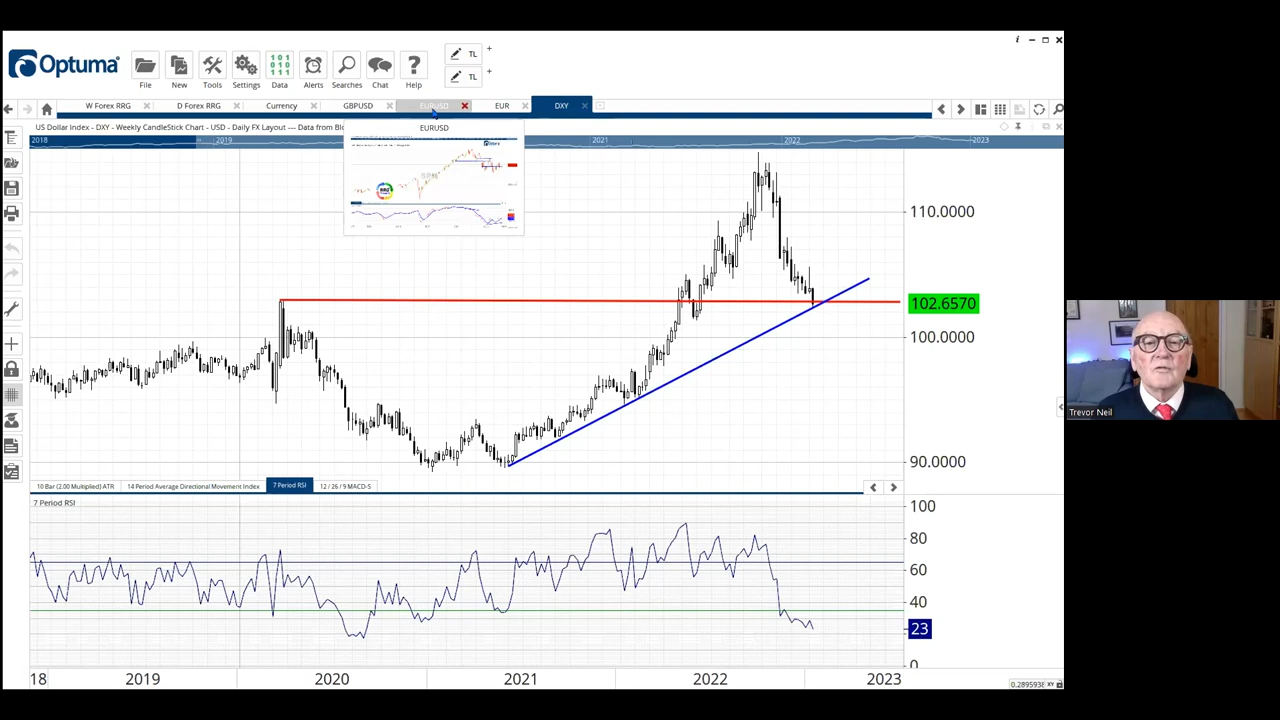 Optuma
File
New
Tools
Settings
Data
Alerts
Searches
Chat
Help
TL
TL
W Forex RRG
D Forex RRG
Currency
GBPUSD
EURUSD
EUR
DXY
US Dollar Index - DXY - Weekly CandleStick Chart - USD - Daily FX Layout --- Data from Blo
2018
2019
2021
2022
2023
EURUSD
110.0000
102.6570
100.0000
90.0000
10 Bar (2.00 Multiplied) ATR
14 Period Average Directional Movement Index
7 Period RSI
12 / 26 / 9 MACD-S
7 Period RSI
100
80
60
40
23
0
18
2019
2020
2021
2022
2023
XY
Trevor Neil